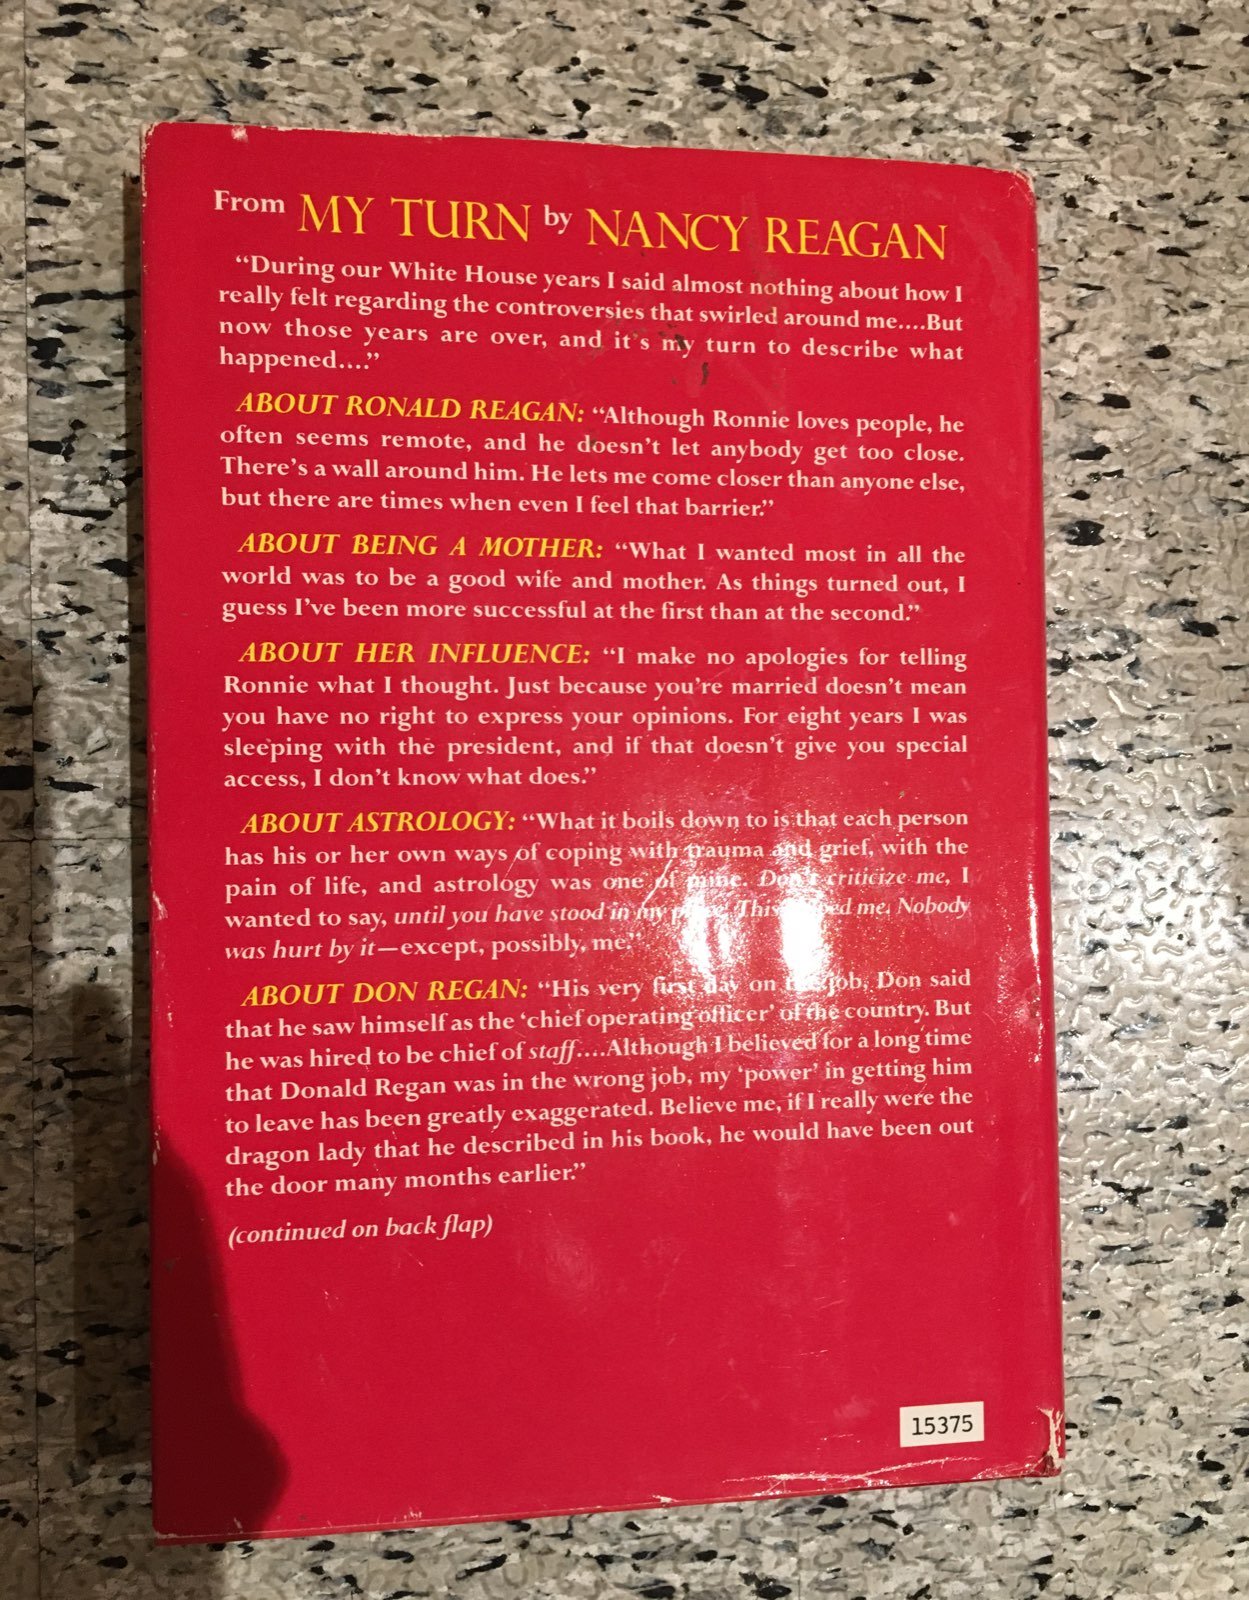 From MY TURN by NANCY REAGAN
“During our White House years I said almost nothing about how I
really felt regarding the controversies that swirled around me....But
now those years are over, and it's my turn to describe what
happened....”
ABOUT RONALD REAGAN: “Although Ronnie loves people, he
often seems remote, and he doesn't let anybody get too close.
There's a wall around him. He lets me come closer than anyone else,
but there are times when even I feel that barrier.”
ABOUT BEING A MOTHER: “What I wanted most in all the
world was to be a good wife and mother. As things turned out, I
guess I've been more successful at the first than at the second.”
ABOUT HER INFLUENCE: “I make no apologies for telling
Ronnie what I thought. Just because you're married doesn't mean
you have no right to express your opinions. For eight years I was
sleeping with the president, and if that doesn't give you special
access, I don't know what does.”
ABOUT ASTROLOGY: “What it boils down to is that each person
has his or her own ways of coping with trauma and grief, with the
pain of life, and astrology was one of mine. Don't criticize me, I
wanted to say, until you have stood in my place. This helped me. Nobody
was hurt by it—except, possibly, me.”
ABOUT DON REGAN: “His very first day on the job, Don said
that he saw himself as the ‘chief operating officer’ of the country. But
he was hired to be chief of staff....Although I believed for a long time
that Donald Regan was in the wrong job, my ‘power’ in getting him
to leave has been greatly exaggerated. Believe me, if I really were the
dragon lady that he described in his book, he would have been out
the door many months earlier.”
(continued on back flap)
15375